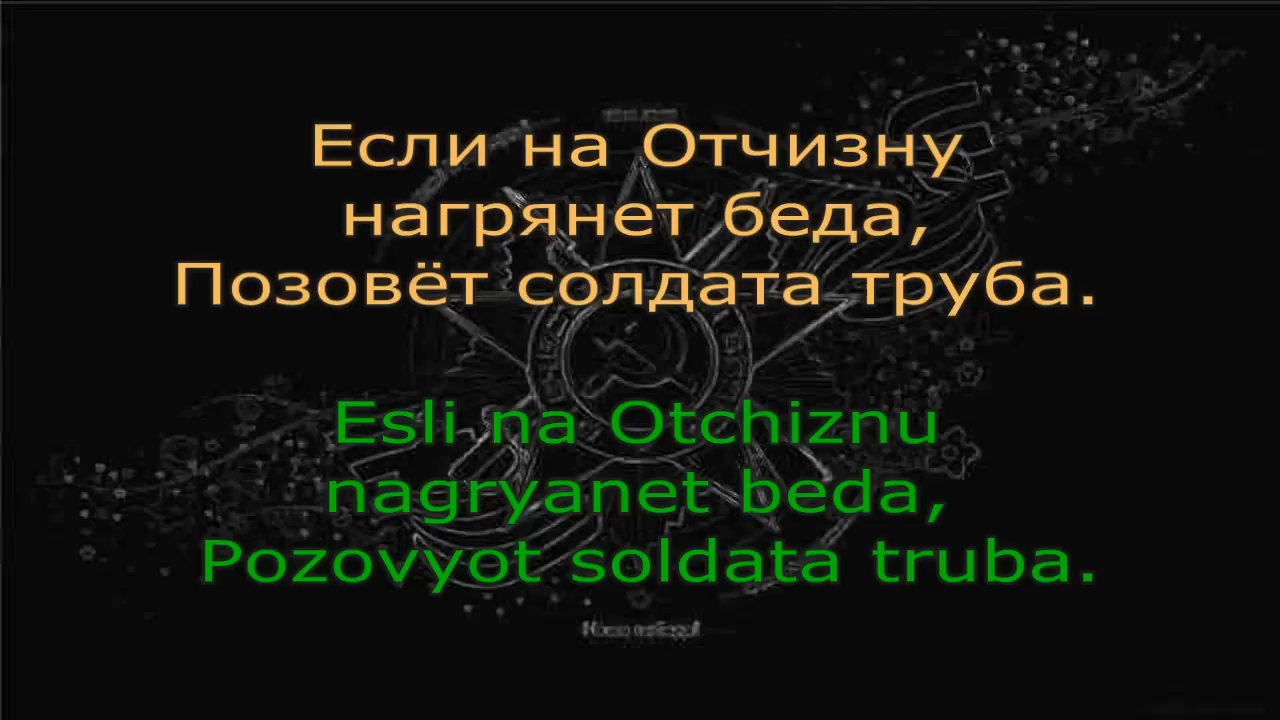 Если на Отчизну
нагрянет беда,
Позовёт солдата труба.
Esli na Otchiznu
nagryanet beda,
Pozovyot soldata truba.